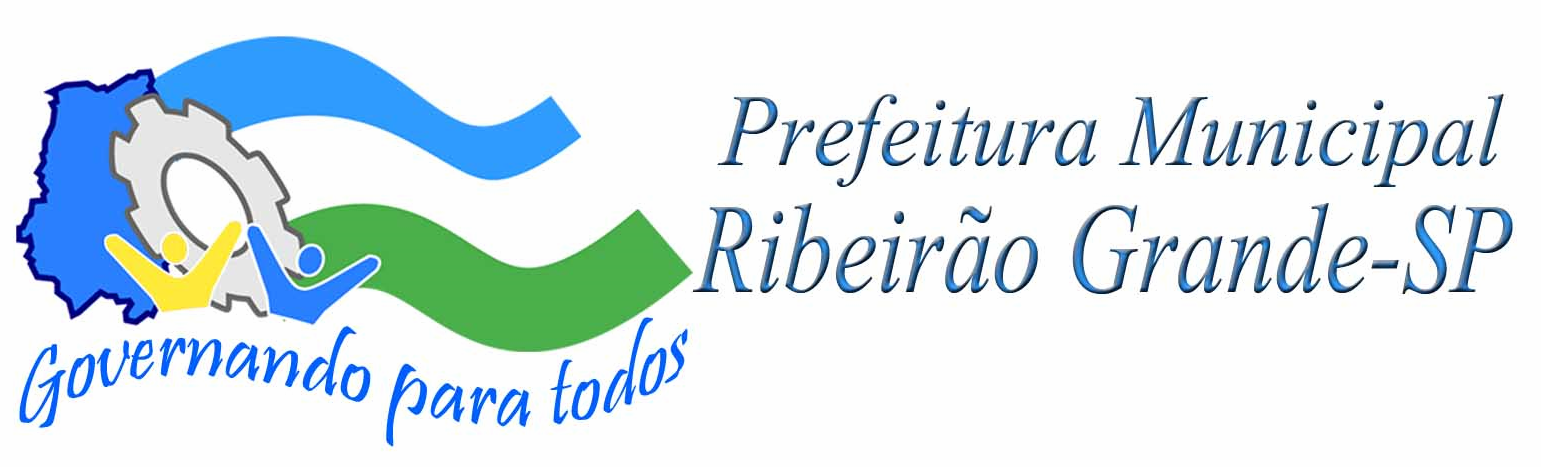 Prefeitura Municipal
Ribeirão Grande-SP
Governando para todos